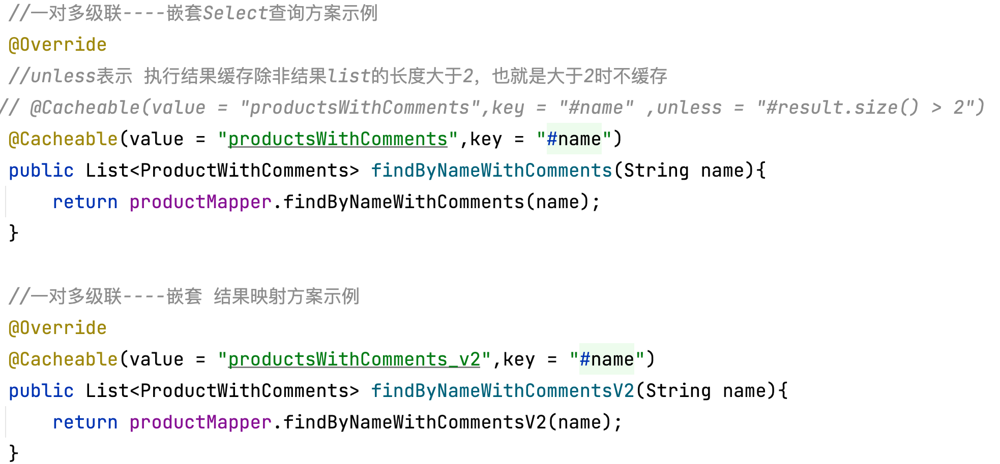 //一对多级联----嵌套Select查询方案示例
@Override
//unless表示 执行结果缓存除非结果list的长度大于2，也就是大于2时不缓存
// @Cacheable(value = "productsWithComments",key = "#name" ,unless = "#result.size() > 2")
@Cacheable(value = "productsWithComments",key = "#name")
public List<ProductWithComments> findByNameWithComments(String name){
    return productMapper.findByNameWithComments(name);
}
//一对多级联----嵌套 结果映射方案示例
@Override
@Cacheable(value = "productsWithComments_v2",key = "#name")
public List<ProductWithComments> findByNameWithCommentsV2(String name){
    return productMapper.findByNameWithCommentsV2(name);
}